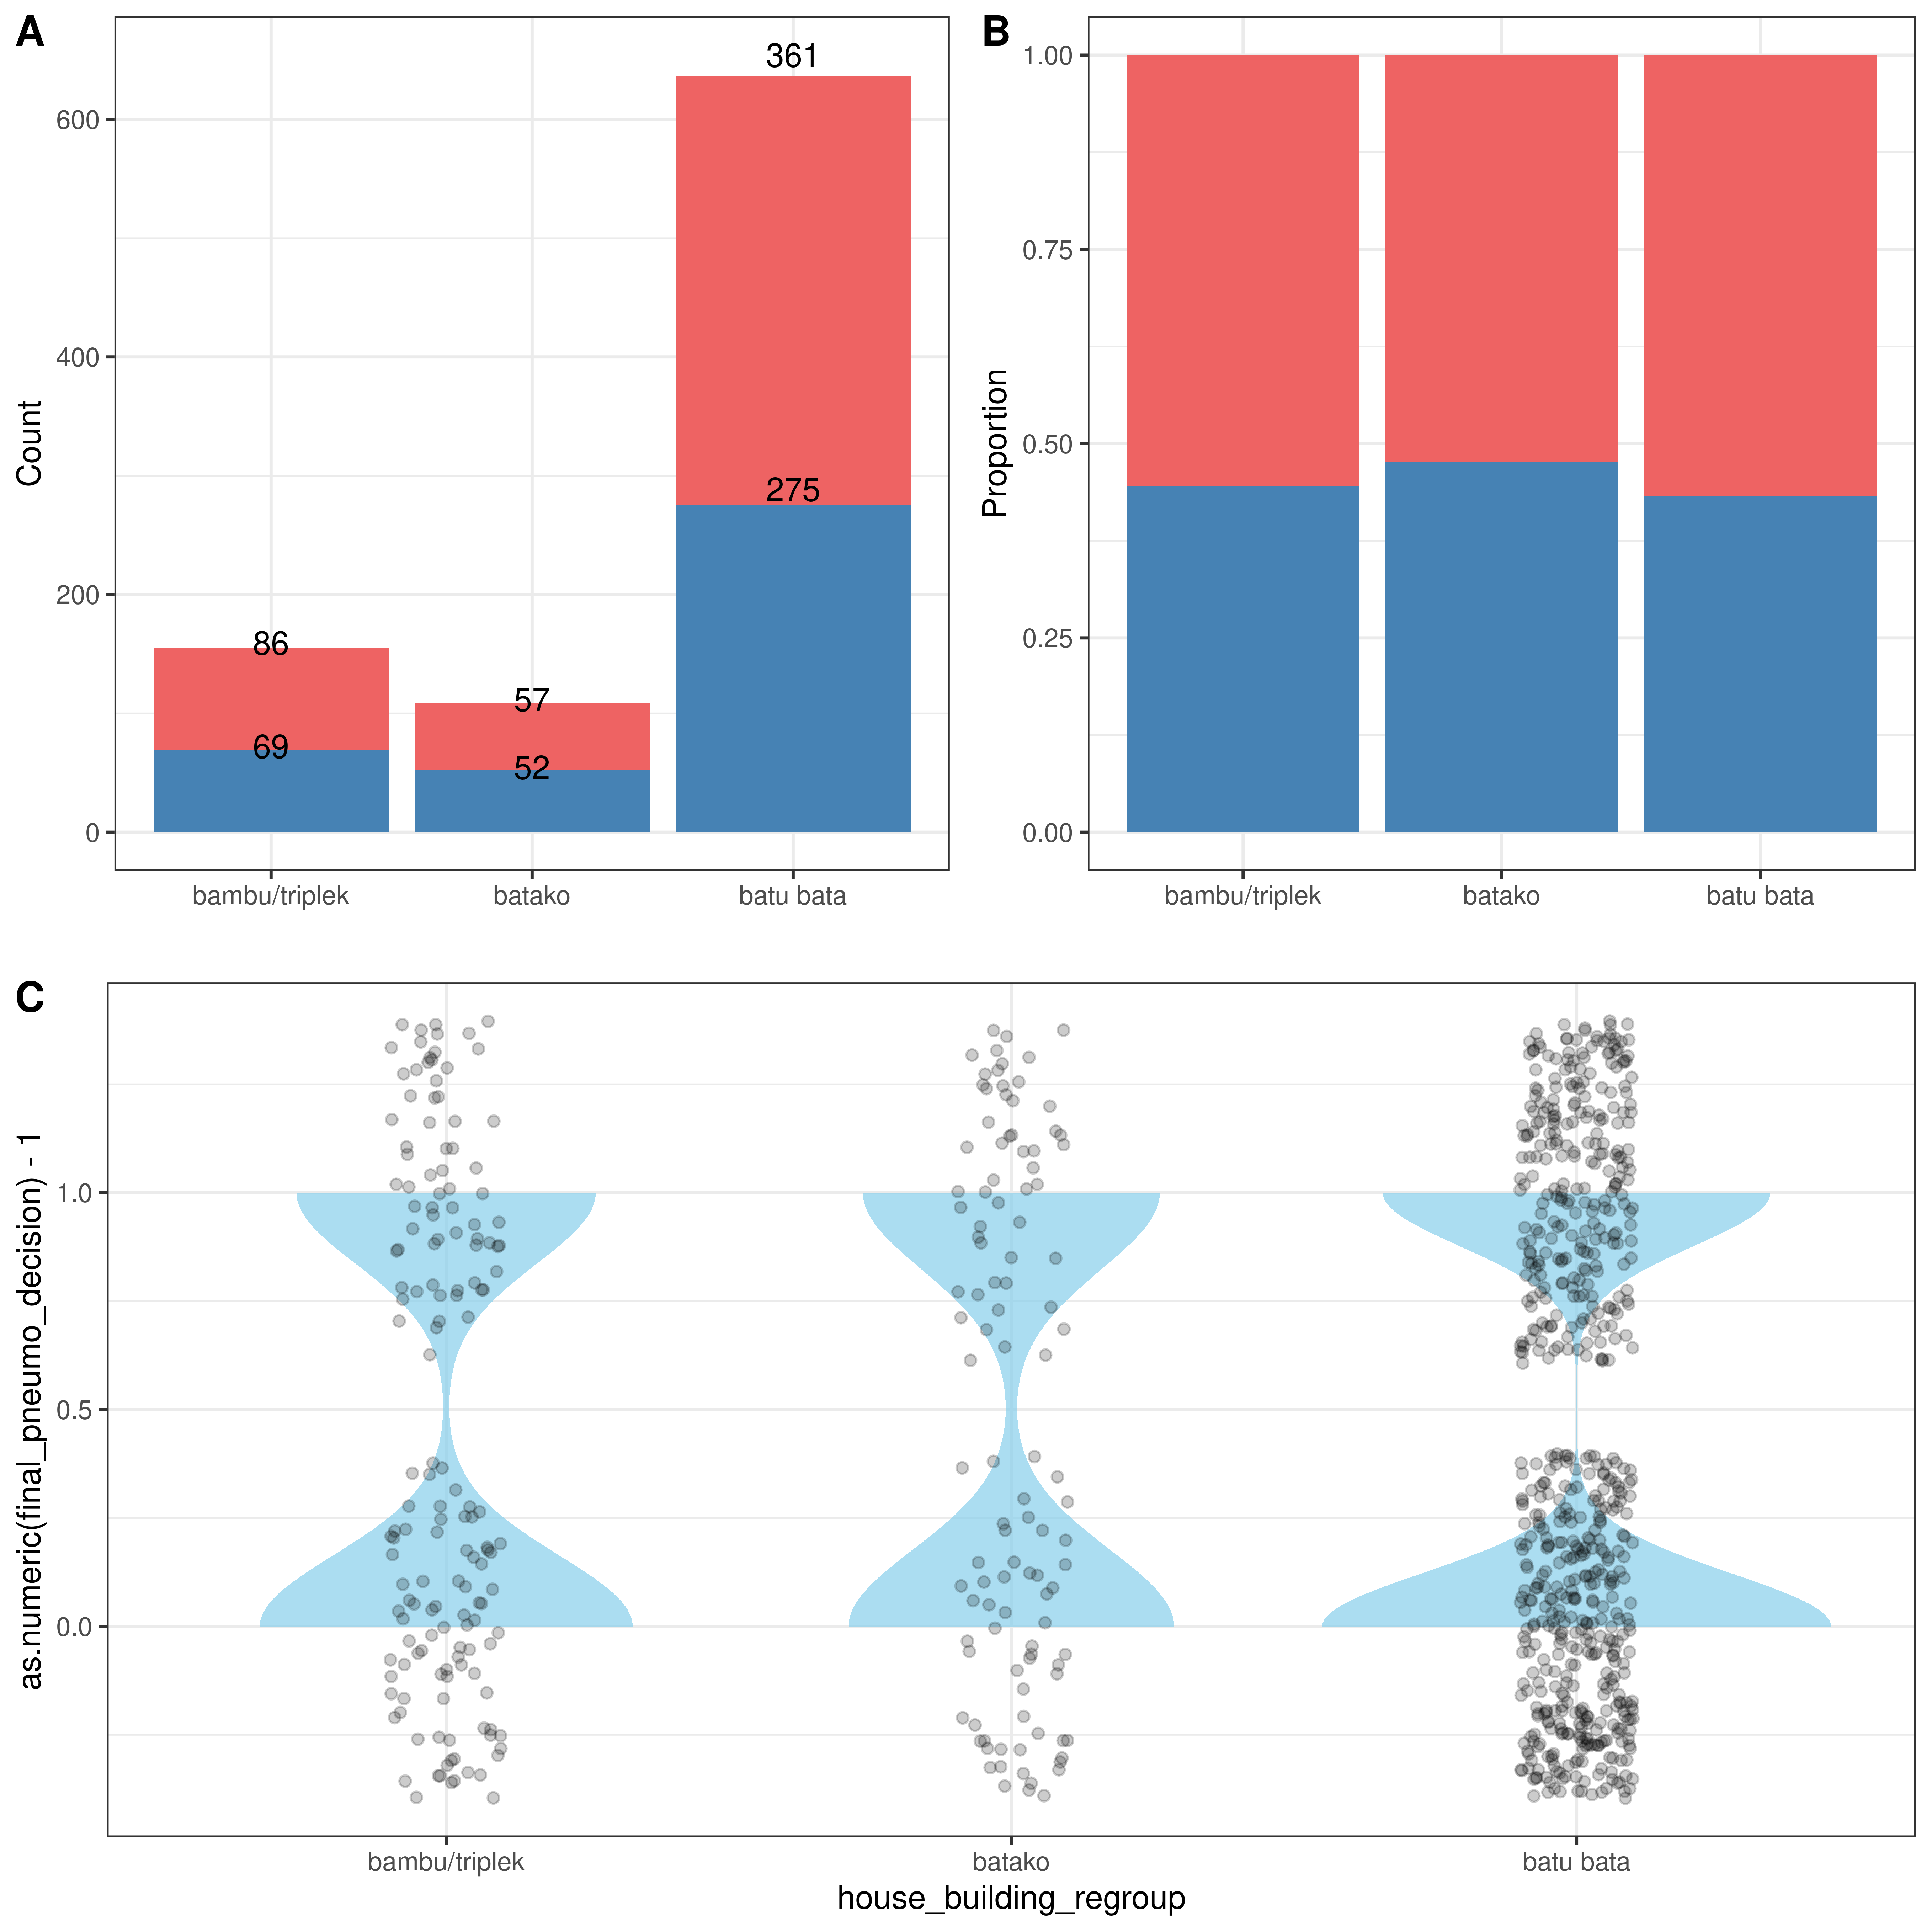 A
Count
600
400
200
0
361
275
86
69
57
52
bambu/triplek batako batu bata
B
Proportion
1.00
0.75
0.50
0.25
0.00
bambu/triplek batako batu bata
C
as.numeric(final_pneumo_decision) - 1
1.0
0.5
0.0
bambu/triplek batako batu bata
house_building_regroup